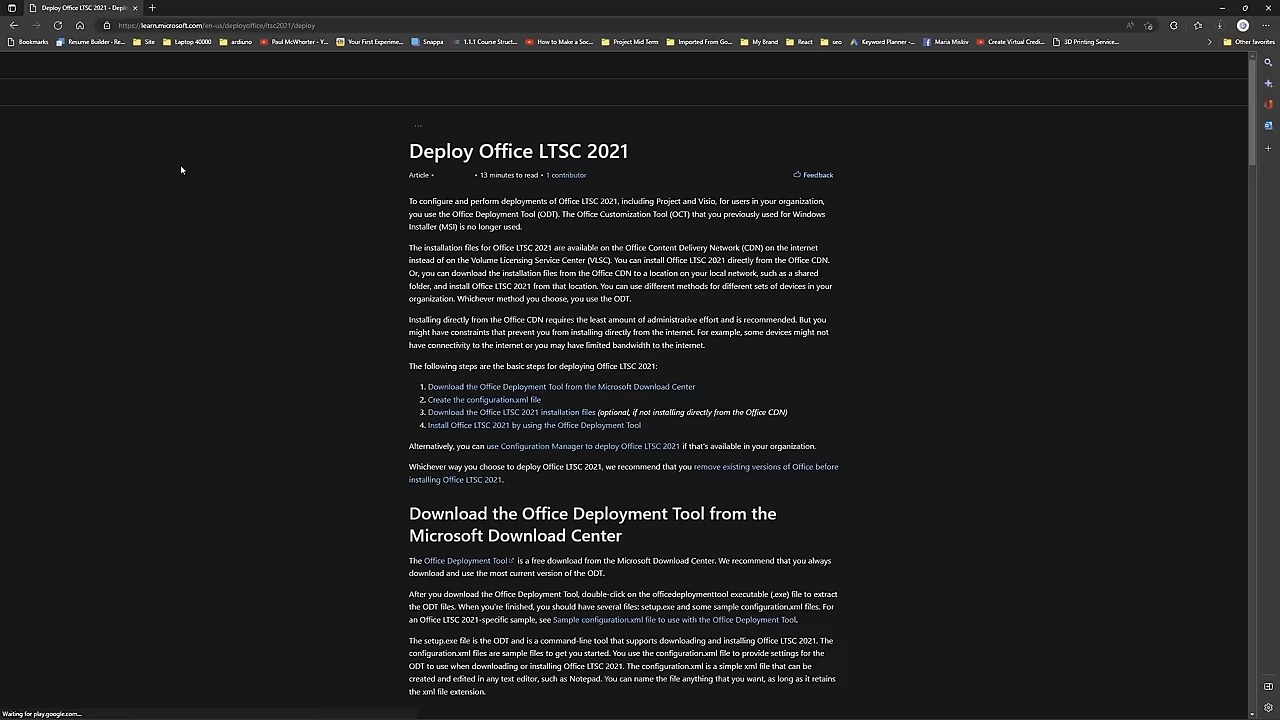 Deploy Office LTSC 2021 - Depl...
https://learn.microsoft.com/en-us/deployoffice/ltsc2021/deploy
Bookmarks
Resume Builder - Re...
Site
Laptop 40000
arduino
Paul McWhorter - Y...
Your First Experime...
Snappa
1.1.1 Course Struct...
How to Make a Soc...
Project Mid Term
Imported From Go...
My Brand
React
seo
Keyword Planner -...
Maria Miskiv
Create Virtual Credi...
3D Printing Service...
Other favorites
...
Deploy Office LTSC 2021
Article • • 13 minutes to read • 1 contributor
Feedback
To configure and perform deployments of Office LTSC 2021, including Project and Visio, for users in your organization,
you use the Office Deployment Tool (ODT). The Office Customization Tool (OCT) that you previously used for Windows
Installer (MSI) is no longer used.
The installation files for Office LTSC 2021 are available on the Office Content Delivery Network (CDN) on the internet
instead of on the Volume Licensing Service Center (VLSC). You can install Office LTSC 2021 directly from the Office CDN.
Or, you can download the installation files from the Office CDN to a location on your local network, such as a shared
folder, and install Office LTSC 2021 from that location. You can use different methods for different sets of devices in your
organization. Whichever method you choose, you use the ODT.
Installing directly from the Office CDN requires the least amount of administrative effort and is recommended. But you
might have constraints that prevent you from installing directly from the internet. For example, some devices might not
have connectivity to the internet or you may have limited bandwidth to the internet.
The following steps are the basic steps for deploying Office LTSC 2021:
1. Download the Office Deployment Tool from the Microsoft Download Center
2. Create the configuration.xml file
3. Download the Office LTSC 2021 installation files (optional, if not installing directly from the Office CDN)
4. Install Office LTSC 2021 by using the Office Deployment Tool
Alternatively, you can use Configuration Manager to deploy Office LTSC 2021 if that's available in your organization.
Whichever way you choose to deploy Office LTSC 2021, we recommend that you remove existing versions of Office before
installing Office LTSC 2021.
Download the Office Deployment Tool from the
Microsoft Download Center
The Office Deployment Tool is a free download from the Microsoft Download Center. We recommend that you always
download and use the most current version of the ODT.
After you download the Office Deployment Tool, double-click on the officedeploymenttool executable (.exe) file to extract
the ODT files. When you're finished, you should have several files: setup.exe and some sample configuration.xml files. For
an Office LTSC 2021-specific sample, see Sample configuration.xml file to use with the Office Deployment Tool.
The setup.exe file is the ODT and is a command-line tool that supports downloading and installing Office LTSC 2021. The
configuration.xml files are sample files to get you started. You use the configuration.xml file to provide settings for the
ODT to use when downloading or installing Office LTSC 2021. The configuration.xml is a simple xml file that can be
created and edited in any text editor, such as Notepad. You can name the file anything that you want, as long as it retains
the xml file extension.
Waiting for play.google.com...